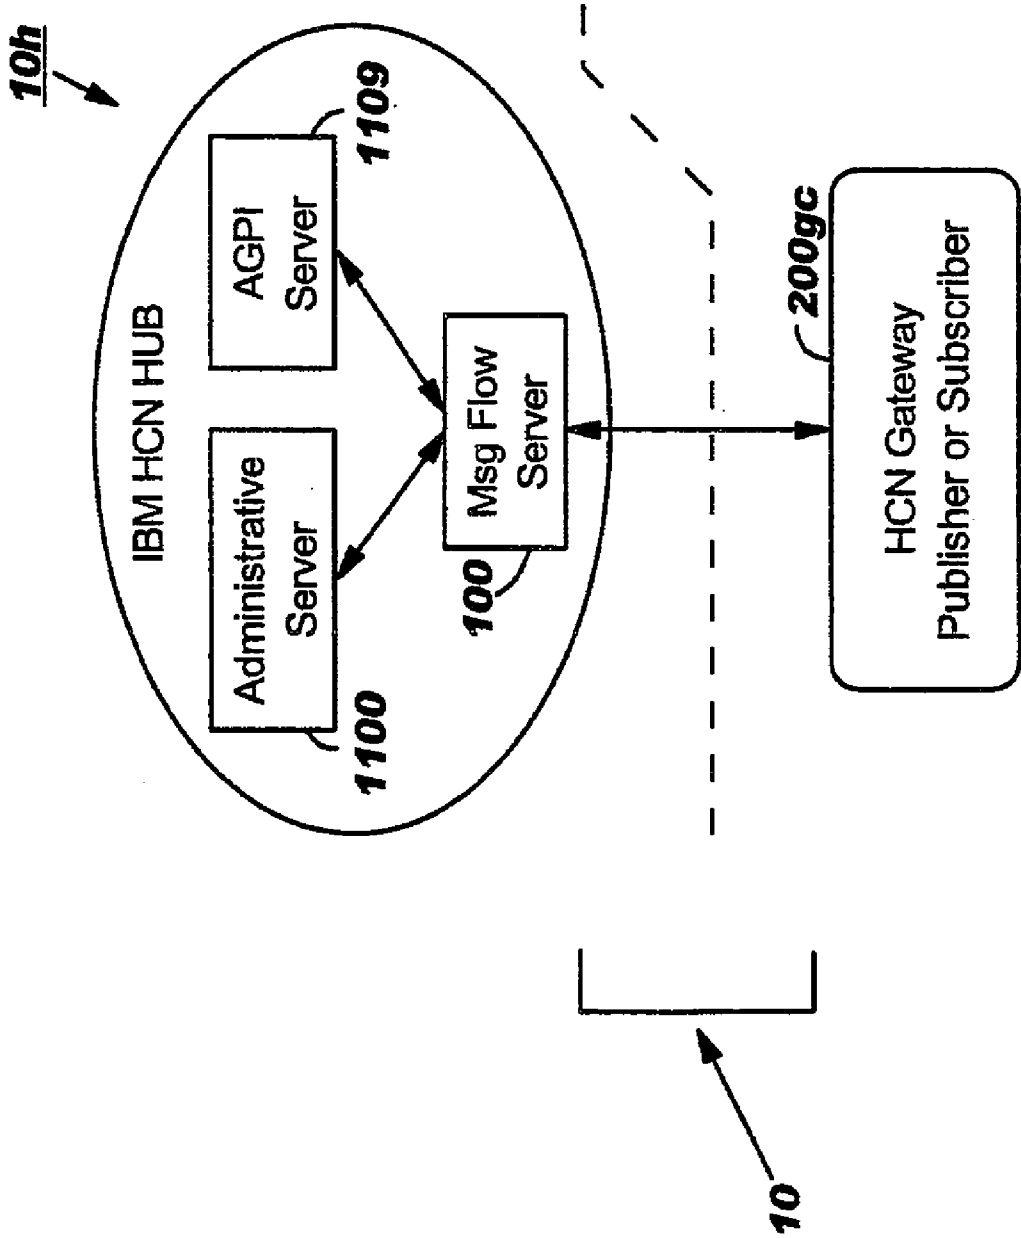 10h
IBM HCN HUB
Administrative
Server
1100
AGPI
Server
1109
Msg Flow
Server
100
200gc
HCN Gateway
Publisher or Subscriber
10